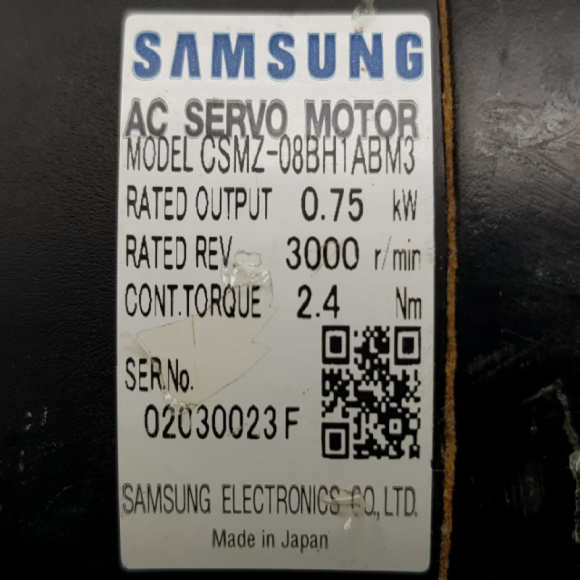 SAMSUNG
AC SERVO MOTOR
MODEL CSMZ-08BH1ABM3
RATED OUTPUT 0.75 kW
RATED REV. 3000 r/min
CONT.TORQUE 2.4 Nm
SER.No.
02030023F
SAMSUNG ELECTRONICS CO.,LTD.
Made in Japan